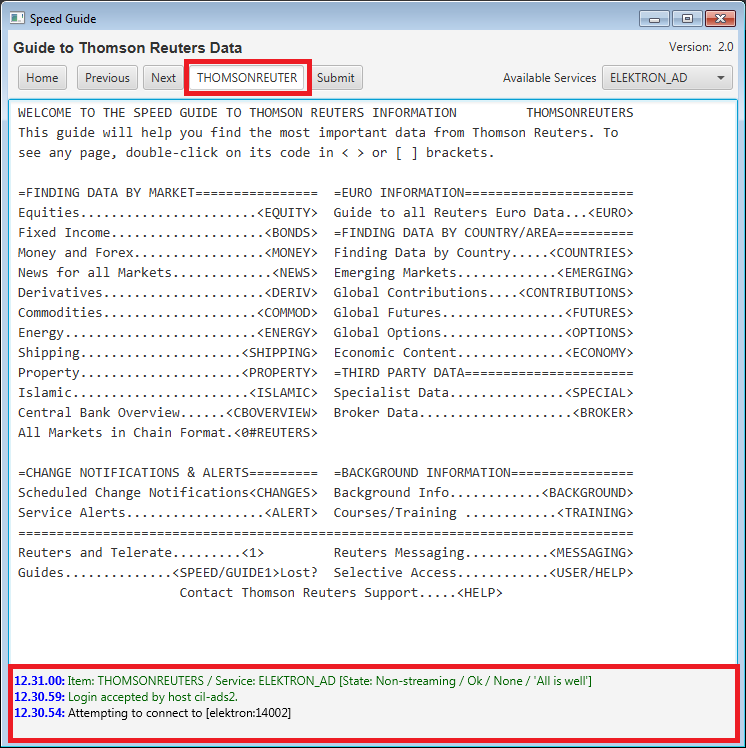 Speed Guide
Guide to Thomson Reuters Data Version: 2.0
Home Previous Next THOMSONREUTER Submit Available Services ELEKTRON_AD
WELCOME TO THE SPEED GUIDE TO THOMSON REUTERS INFORMATION THOMSONREUTERS
This guide will help you find the most important data from Thomson Reuters. To
see any page, double-click on its code in < > or [ ] brackets.
=FINDING DATA BY MARKET================ =EURO INFORMATION======================
Equities.......................<EQUITY> Guide to all Reuters Euro Data...<EURO>
Fixed Income....................<BONDS> =FINDING DATA BY COUNTRY/AREA==========
Money and Forex.................<MONEY> Finding Data by Country.....<COUNTRIES>
News for all Markets.............<NEWS> Emerging Markets.............<EMERGING>
Derivatives.....................<DERIV> Global Contributions....<CONTRIBUTIONS>
Commodities.....................<COMMOD> Global Futures................<FUTURES>
Energy.........................<ENERGY> Global Options................<OPTIONS>
Shipping.....................<SHIPPING> Economic Content..............<ECONOMY>
Property.....................<PROPERTY> =THIRD PARTY DATA======================
Islamic.......................<ISLAMIC> Specialist Data...............<SPECIAL>
Central Bank Overview......<CBOVERVIEW> Broker Data....................<BROKER>
All Markets in Chain Format.<0#REUTERS>
=CHANGE NOTIFICATIONS & ALERTS========= =BACKGROUND INFORMATION================
Scheduled Change Notifications<CHANGES> Background Info............<BACKGROUND>
Service Alerts..................<ALERT> Courses/Training ............<TRAINING>
================================================================================
Reuters and Telerate.........<1> Reuters Messaging...........<MESSAGING>
Guides..............<SPEED/GUIDE1>Lost? Selective Access............<USER/HELP>
Contact Thomson Reuters Support.....<HELP>
12.31.00: Item: THOMSONREUTERS / Service: ELEKTRON_AD [State: Non-streaming / Ok / None / 'All is well']
12.30.59: Login accepted by host cil-ads2.
12.30.54: Attempting to connect to [elektron:14002]